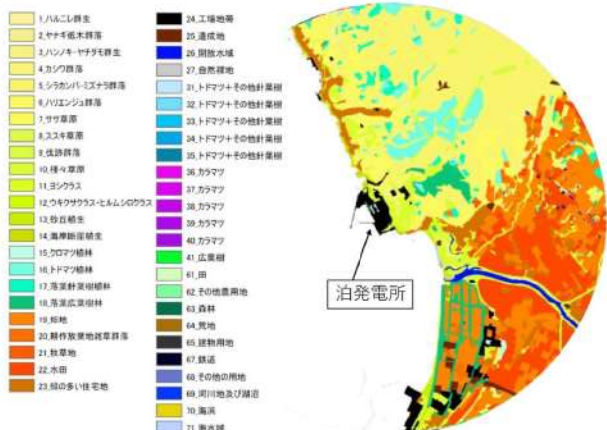 1_ハルニレ群生
2_ヤナギ低木群落
3_ハンノキ-ヤチダモ群生
4_カシワ群落
5_シラカンバ-ミズナラ群落
6_ハリエンジュ群落
7_ササ草原
8_ススキ草原
9_伐跡群落
10_種々草原
11_ヨシクラス
12_ウキクサクラス-ヒルムシロクラス
13_砂丘植生
14_海岸断崖植生
15_クロマツ植林
16_トドマツ植林
17_落葉針葉樹植林
18_落葉広葉樹林
19_畑地
20_耕作放棄地雑草群落
21_牧草地
22_水田
23_緑の多い住宅地
24_工場地帯
25_造成地
26_開放水域
27_自然裸地
31_トドマツ+その他針葉樹
32_トドマツ+その他針葉樹
33_トドマツ+その他針葉樹
34_トドマツ+その他針葉樹
35_トドマツ+その他針葉樹
36_カラマツ
37_カラマツ
38_カラマツ
39_カラマツ
40_カラマツ
41_広葉樹
61_田
62_その他農用地
63_森林
64_荒地
65_建物用地
67_鉄道
68_その他の用地
69_河川地及び湖沼
70_海浜
71_海水域
泊発電所